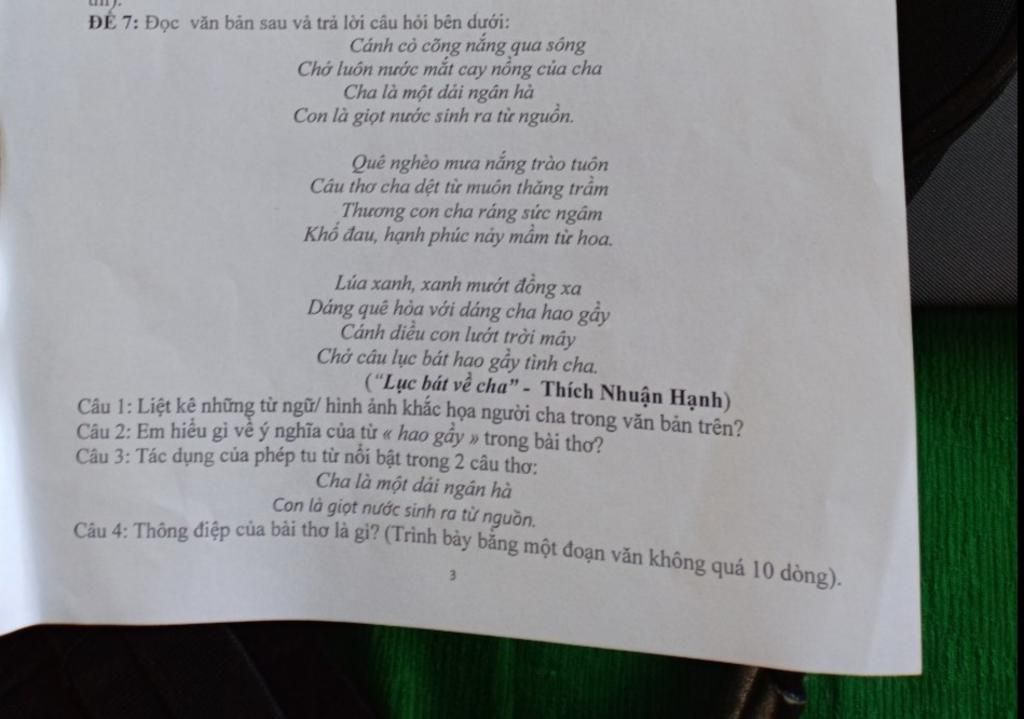 ĐỀ 7: Đọc văn bản sau và trả lời câu hỏi bên dưới:
Cánh cò cõng nắng qua sông
Chở luôn nước mắt cay nồng của cha
Cha là một dải ngân hà
Con là giọt nước sinh ra từ nguồn.
Quê nghèo mưa nắng trào tuôn
Câu thơ cha dệt từ muôn thăng trầm
Thương con cha ráng sức ngâm
Khổ đau, hạnh phúc nảy mầm từ hoa.
Lúa xanh, xanh mướt đồng xa
Dáng quê hòa với dáng cha hao gầy
Cánh diều con lướt trời mây
Chở câu lục bát hao gầy tình cha.
(“Lục bát về cha” - Thích Nhuận Hạnh)
Câu 1: Liệt kê những từ ngữ/ hình ảnh khắc họa người cha trong văn bản trên?
Câu 2: Em hiểu gì về ý nghĩa của từ « hao gầy » trong bài thơ?
Câu 3: Tác dụng của phép tu từ nổi bật trong 2 câu thơ:
Cha là một dải ngân hà
Con là giọt nước sinh ra từ nguồn.
Câu 4: Thông điệp của bài thơ là gì? (Trình bày bằng một đoạn văn không quá 10 dòng).
3